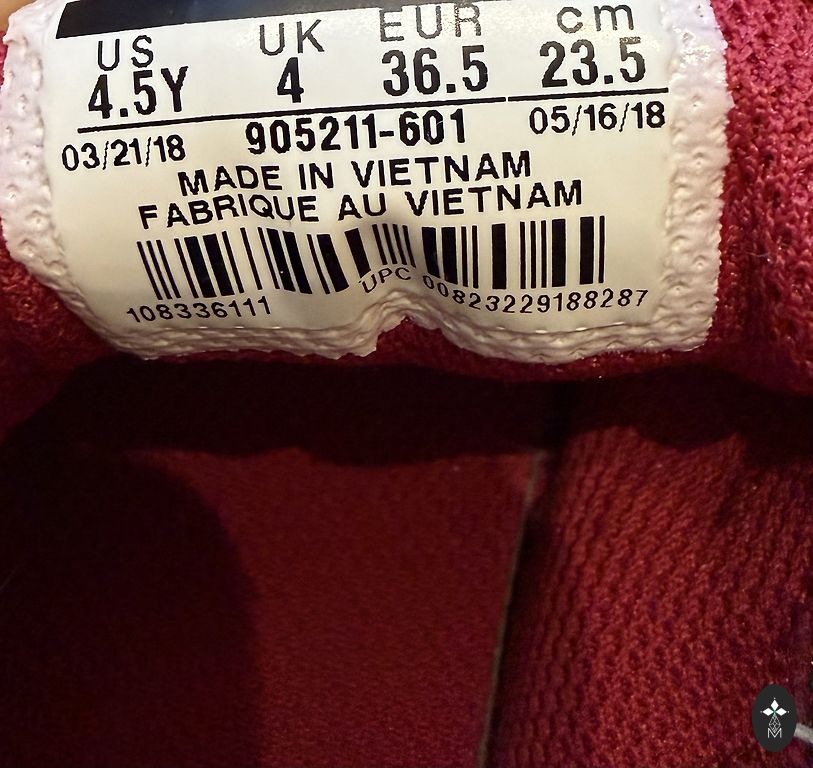 US UK EUR cm
4.5Y 4 36.5 23.5
03/21/18 905211-601 05/16/18
MADE IN VIETNAM
FABRIQUE AU VIETNAM
108336111 UPC 00823229188287
M